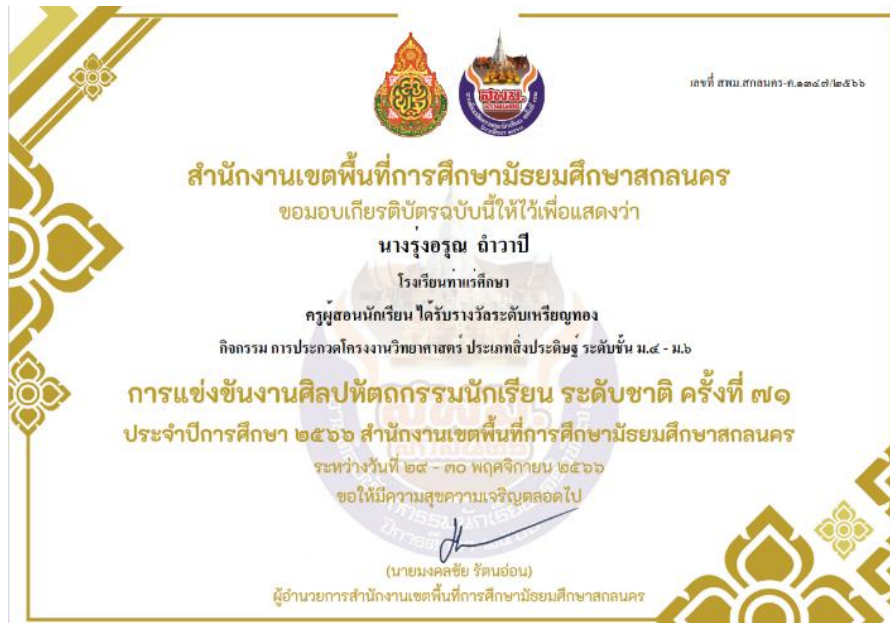 เลขที่ สพม.สกลนคร-ค.๑๓๔๗/๒๕๖๖
สพม.
สกลนคร
สำนักงานเขตพื้นที่การศึกษามัธยมศึกษาสกลนคร
ขอมอบเกียรติบัตรฉบับนี้ให้ไว้เพื่อแสดงว่า
นางรุ่งอรุณ ถำวาปี
โรงเรียนท่าแร่ศึกษา
ครูผู้สอนนักเรียน ได้รับรางวัลระดับเหรียญทอง
กิจกรรม การประกวดโครงงานวิทยาศาสตร์ ประเภทสิ่งประดิษฐ์ ระดับชั้น ม.๔ - ม.๖
การแข่งขันงานศิลปหัตถกรรมนักเรียน ระดับชาติ ครั้งที่ ๗๑
ประจำปีการศึกษา ๒๕๖๖ สำนักงานเขตพื้นที่การศึกษามัธยมศึกษาสกลนคร
ระหว่างวันที่ ๒๙ - ๓๐ พฤศจิกายน ๒๕๖๖
ขอให้มีความสุขความเจริญตลอดไป
(นายมงคลชัย รัตนอ่อน)
ผู้อำนวยการสำนักงานเขตพื้นที่การศึกษามัธยมศึกษาสกลนคร